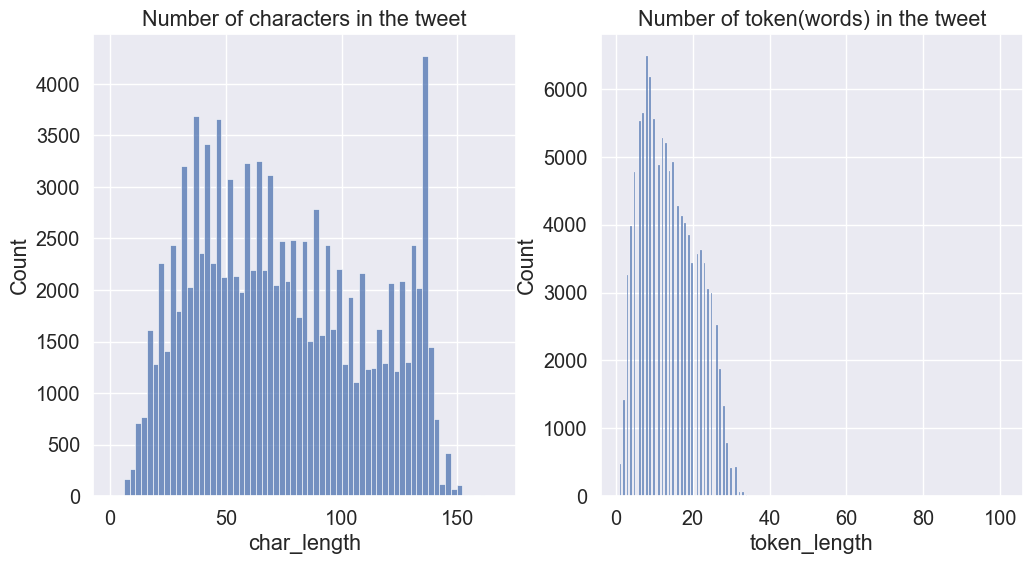 Number of characters in the tweet
4000
3500
3000
2500
2000
1500
1000
500
0
Count
0 50 100 150
char_length
Number of token(words) in the tweet
6000
5000
4000
3000
2000
1000
0
Count
0 20 40 60 80 100
token_length